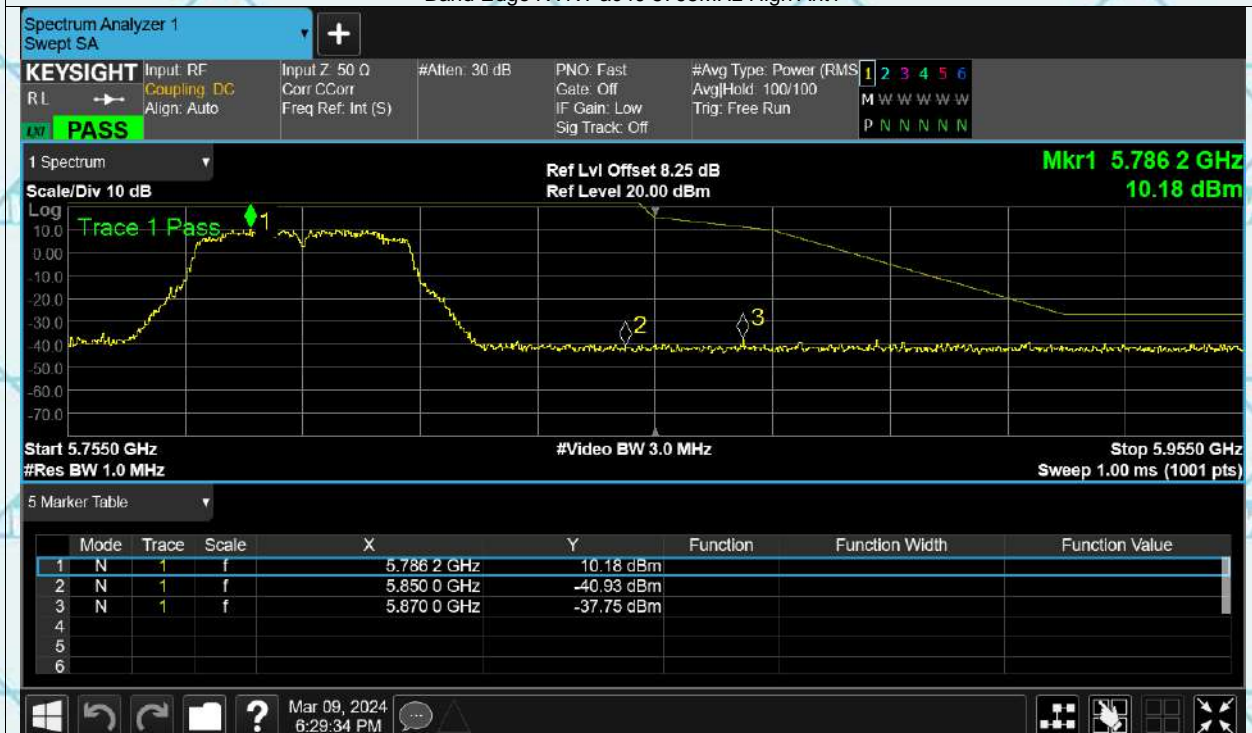 Spectrum Analyzer 1
Swept SA
+
KEYSIGHT
RL
LXI PASS
Input: RF
Coupling: DC
Align: Auto
Input Z: 50 Ω
Corr CCorr
Freq Ref: Int (S)
#Atten: 30 dB
PNO: Fast
Gate: Off
IF Gain: Low
Sig Track: Off
#Avg Type: Power (RMS
Avg|Hold: 100/100
Trig: Free Run
1 2 3 4 5 6
M W W W W W
P N N N N N
1 Spectrum
Scale/Div 10 dB
Ref Lvl Offset 8.25 dB
Ref Level 20.00 dBm
Mkr1 5.786 2 GHz
10.18 dBm
Log
Trace 1 Pass
1
2
3
10.0
0.00
-10.0
-20.0
-30.0
-40.0
-50.0
-60.0
-70.0
Start 5.7550 GHz
#Res BW 1.0 MHz
#Video BW 3.0 MHz
Stop 5.9550 GHz
Sweep 1.00 ms (1001 pts)
5 Marker Table
Mode Trace Scale X Y Function Function Width Function Value
1 N 1 f 5.786 2 GHz 10.18 dBm
2 N 1 f 5.850 0 GHz -40.93 dBm
3 N 1 f 5.870 0 GHz -37.75 dBm
4
5
6
?
Mar 09, 2024
6:29:34 PM